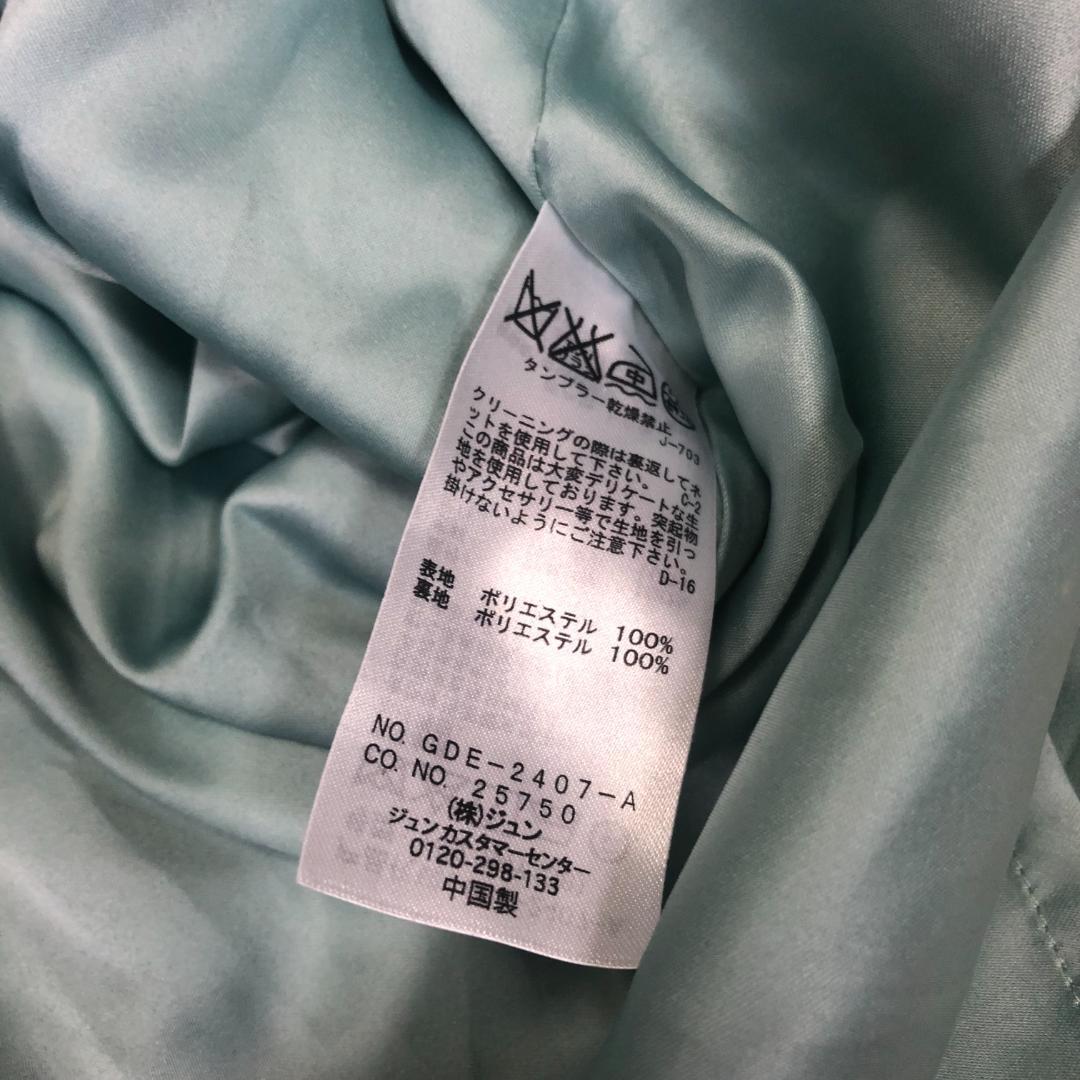 中
タンブラー乾燥禁止
J-703
クリーニングの際は裏返してネ
ットを使用して下さい。 C-2
この商品は大変デリケートな生
地を使用しております。突起物
やアクセサリー等で生地を引っ
掛けないようにご注意下さい。
D-16
表地 ポリエステル 100%
裏地 ポリエステル 100%
NO. GDE-2407-A
CO. NO. 25750
(株)ジュン
ジュンカスタマーセンター
0120-298-133
中国製